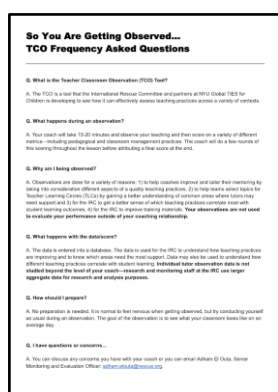 So You Are Getting Observed...
TCO Frequency Asked Questions
Q. What is the Teacher Classroom Observation (TCO) Tool?
A. The TCO is a tool that the International Rescue Committee and partners at NYU Global TIES for
Children is developing to see how it can effectively assess teaching practices across a variety of contexts.
Q. What happens during an observation?
A. Your coach will take 15-20 minutes and observe your teaching and then score on a variety of different
metrics—including pedagogical and classroom management practices. The coach will do a few rounds of
this scoring throughout the lesson before attributing a final score at the end.
Q. Why am I being observed?
A. Observations are done for a variety of reasons: 1) to help coaches improve and tailor their mentoring by
taking into consideration different aspects of a quality teaching practices, 2) to help teams select topics for
Teacher Learning Circles (TLCs) by gaining a better understanding of common areas where tutors may
need support and 3) for the IRC to get a better sense of which teaching practices correlate most with
student learning outcomes, 4) for the IRC to improve training materials. Your observations are not used
to evaluate your performance outside of your coaching relationship.
Q. What happens with the data/score?
A. The data is entered into a database. The data is used for the IRC to understand how teaching practices
are improving and to know which areas need the most support. Data may also be used to understand how
different teaching practices correlate with student learning. Individual tutor observation data is not
studied beyond the level of your coach—research and monitoring staff at the IRC use larger
aggregate data for research and analysis purposes.
Q. How should I prepare?
A. No preparation is needed. It is normal to feel nervous when getting observed, but try conducting yourself
as usual during an observation. The goal of the observation is to see what your classroom looks like on an
average day.
Q. I have questions or concerns...
A. You can discuss any concerns you have with your coach or you can email Adham El Outa, Senior
Monitoring and Evaluation Officer: